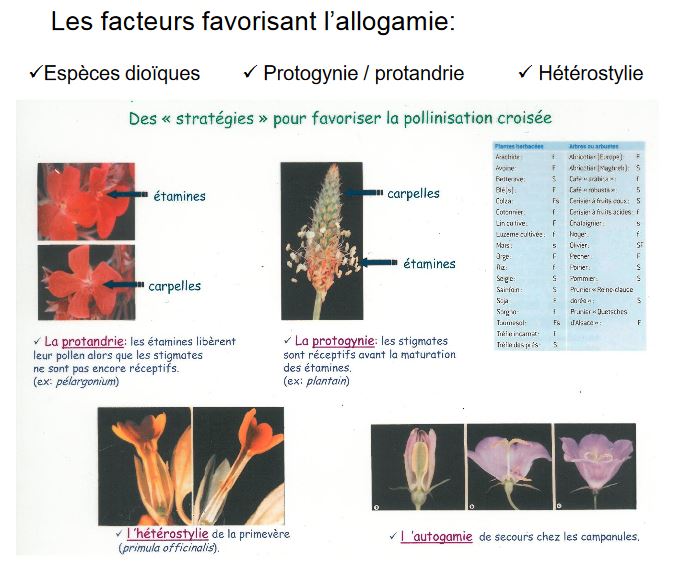 Les facteurs favorisant l'allogamie:
✓Espèces dioïques ✓ Protogynie / protandrie ✓ Hétérostylie
Des « stratégies » pour favoriser la pollinisation croisée
étamines
carpelles
carpelles
étamines
Plantes herbacées Arbres ou arbustes
Arachide: f Abricotier (Europe): F
Avoine: F Abricotier (Maghreb): S
Betterave: S Café « arabica »: f
Blé(s): F Café « robusta »: S
Colza: Fs Cerisier à fruits doux: S
Cotonnier: f Cerisier à fruits acides: f
Lin cultivé: F Châtaignier: s
Luzerne cultivée: f Noyer: f
Maïs: s Olivier: SF
Orge: F Pêcher: F
Riz: F Poirier: S
Seigle: S Pommier: S
Sainfoin: S Prunier « Reine-claude
Soja: F dorée »: S
Sorgho: f Prunier « Quetsches
Tournesol: Fs d'Alsace »: F
Trèfle incarnat: f
Trèfle des prés: S
✓ La protandrie: les étamines libèrent
leur pollen alors que les stigmates
ne sont pas encore réceptifs.
(ex: pélargonium)
✓ La protogynie: les stigmates
sont réceptifs avant la maturation
des étamines.
(ex: plantain)
✓ l'hétérostylie de la primevère
(primula officinalis).
✓ l'autogamie de secours chez les campanules.